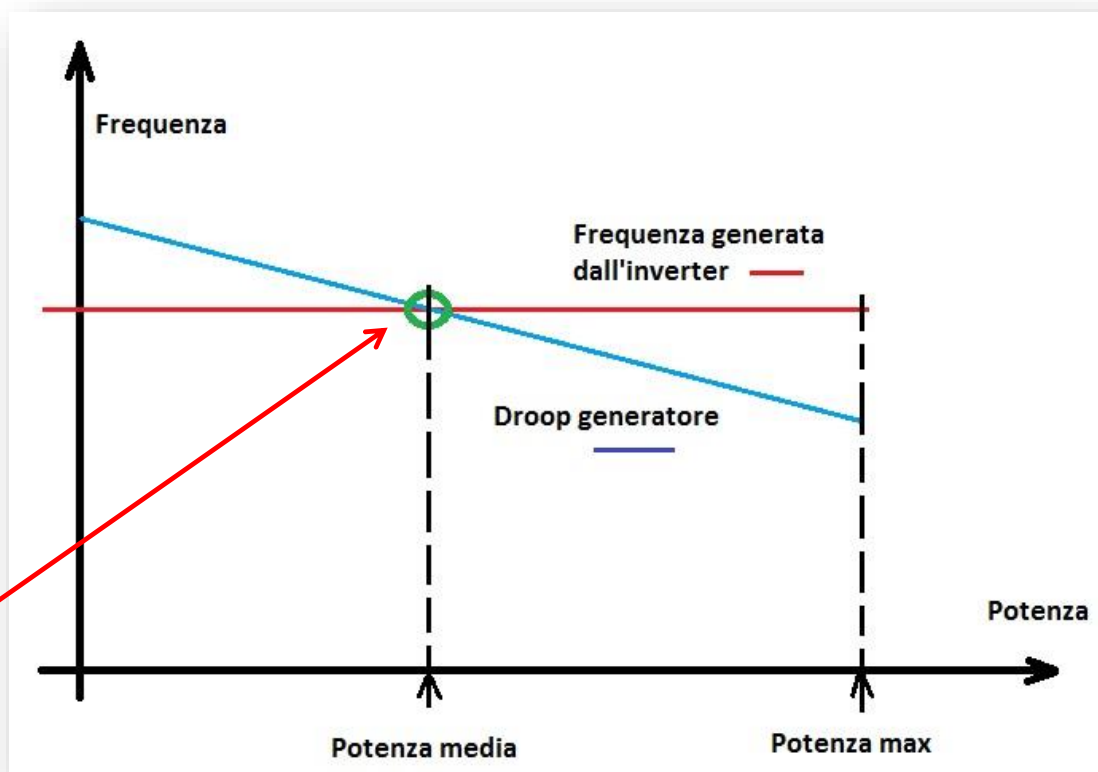 Frequenza
Frequenza generata
dall'inverter
Droop generatore
Potenza
Potenza media
Potenza max